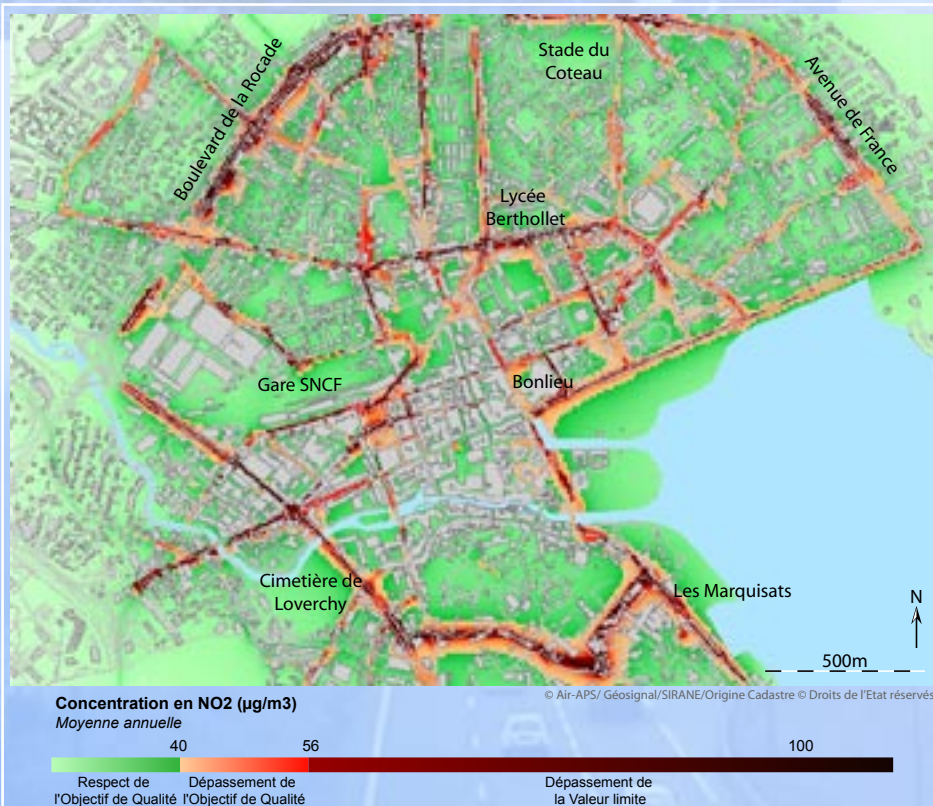 Boulevard de la Rocade
Stade du
Coteau
Avenue de France
Lycée
Berthollet
Gare SNCF
Bonlieu
Cimetière de
Loverchy
Les Marquisats
N
500m
© Air-APS/ Géosignal/SIRANE/Origine Cadastre © Droits de l'Etat réservés
Concentration en NO2 (µg/m3)
Moyenne annuelle
40 56 100
Respect de
l'Objectif de Qualité
Dépassement de
l'Objectif de Qualité
Dépassement de
la Valeur limite